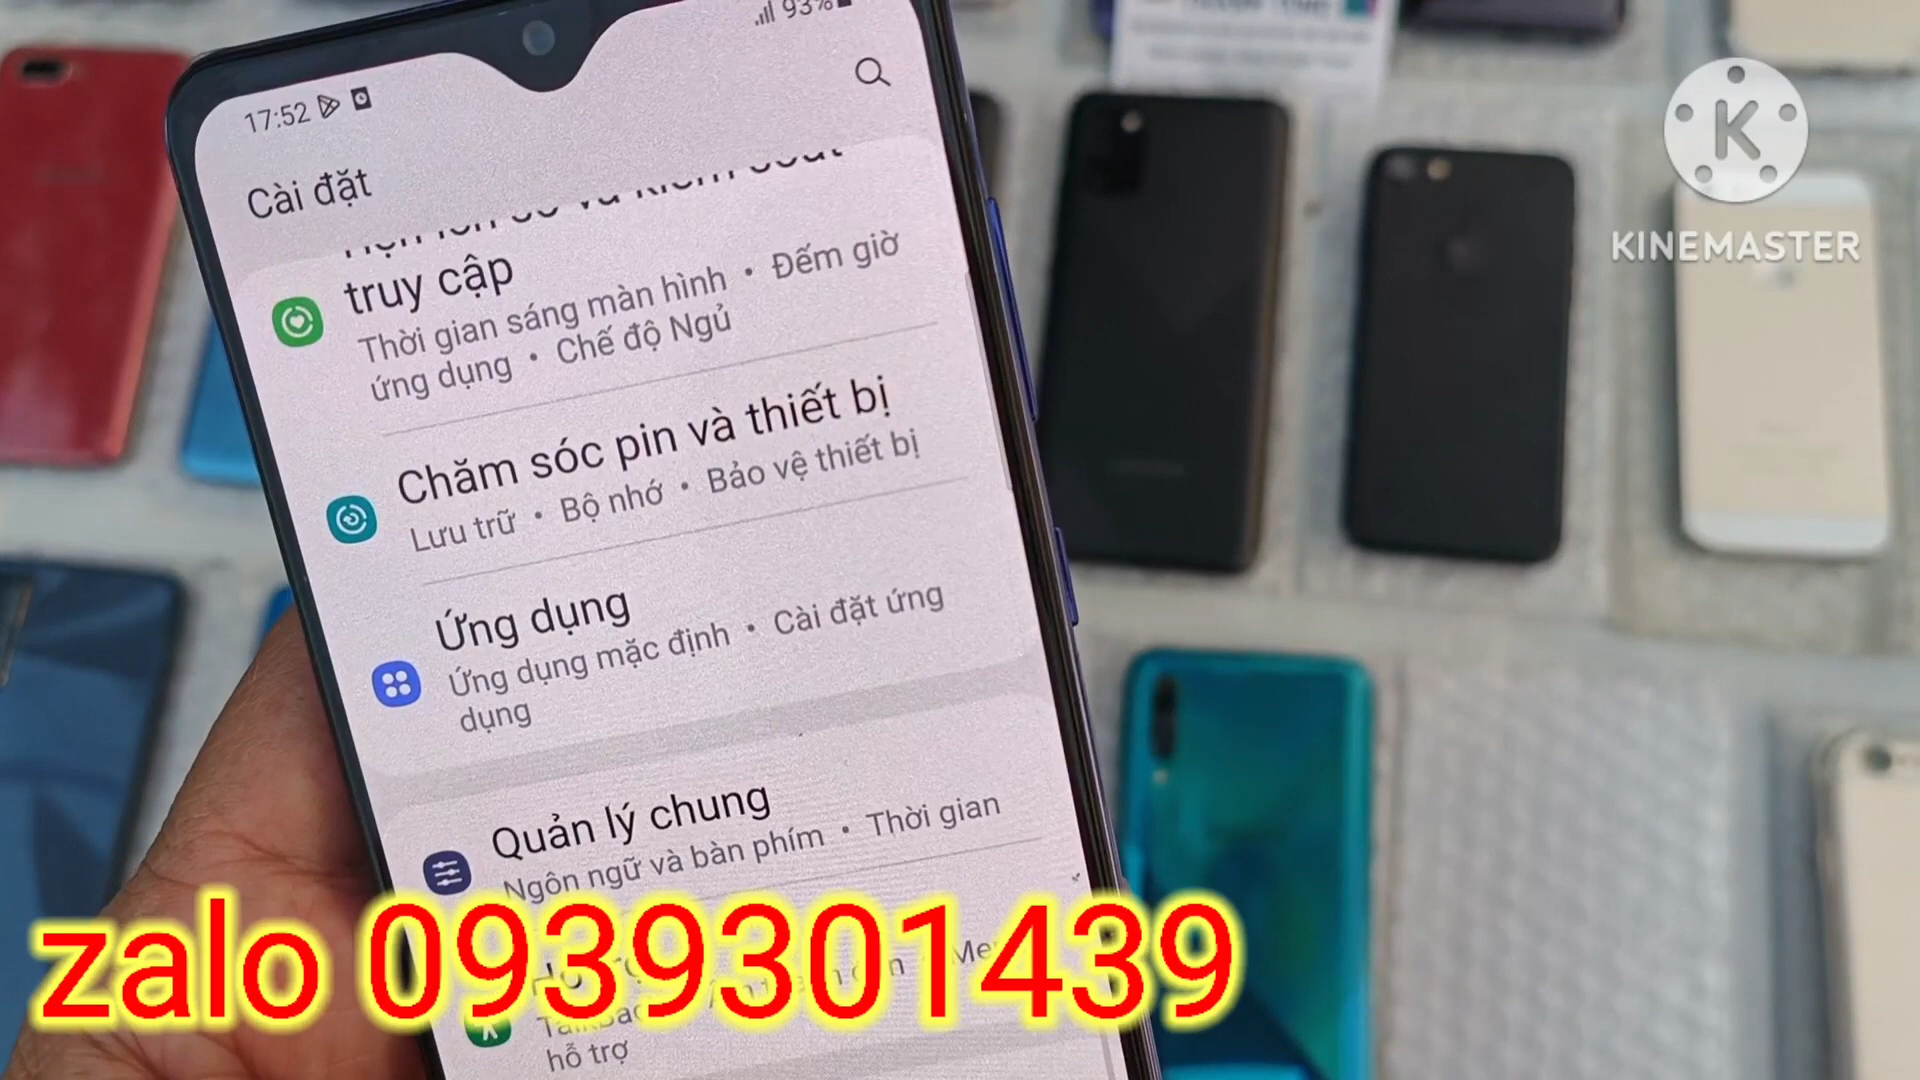 93%
17:52
Cài đặt
truy cập
Thời gian sáng màn hình • Đếm giờ
ứng dụng • Chế độ Ngủ
Chăm sóc pin và thiết bị
Lưu trữ • Bộ nhớ • Bảo vệ thiết bị
Ứng dụng
Ứng dụng mặc định • Cài đặt ứng
dụng
Quản lý chung
Ngôn ngữ và bàn phím • Thời gian
hỗ trợ
zalo 0939301439
K
KINEMASTER